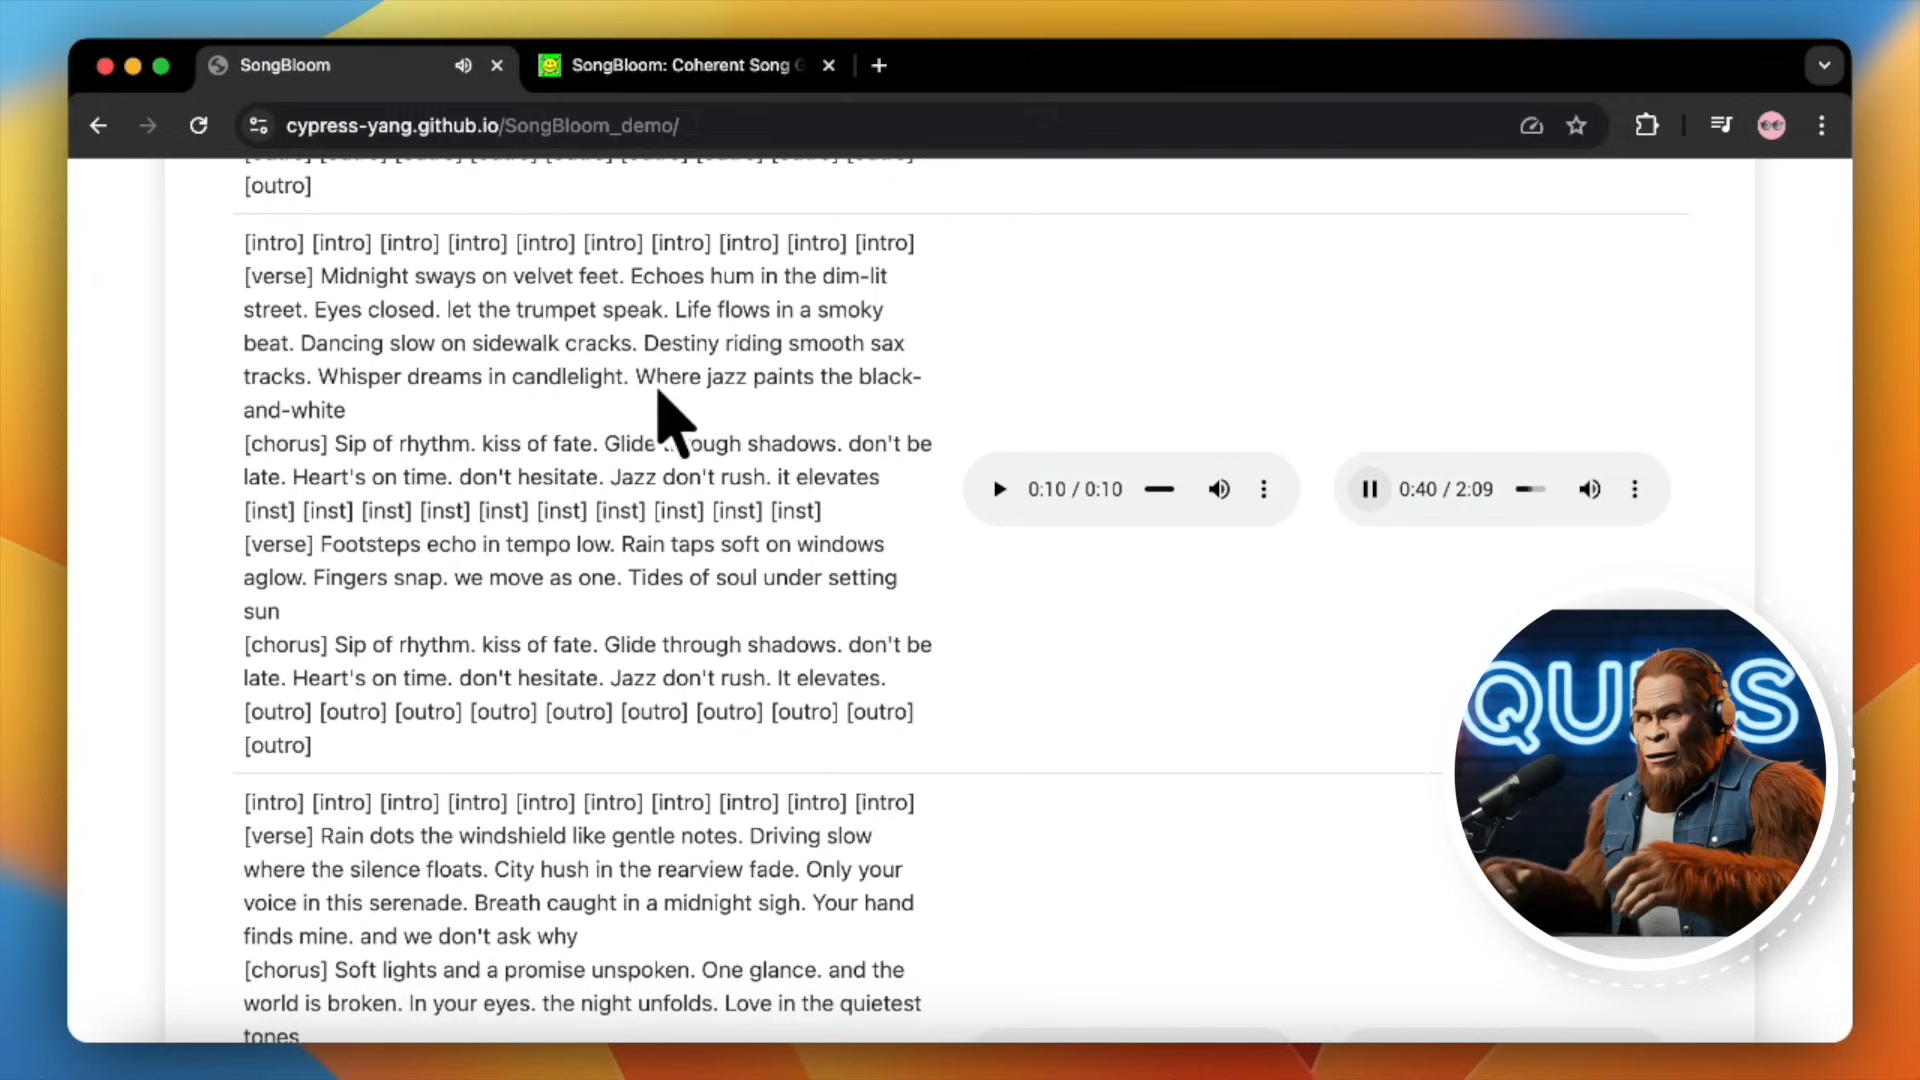 SongBloom
SongBloom: Coherent Song G
cypress-yang.github.io/SongBloom_demo/
[outro]
[intro] [intro] [intro] [intro] [intro] [intro] [intro] [intro] [intro] [intro]
[verse] Midnight sways on velvet feet. Echoes hum in the dim-lit
street. Eyes closed. let the trumpet speak. Life flows in a smoky
beat. Dancing slow on sidewalk cracks. Destiny riding smooth sax
tracks. Whisper dreams in candlelight. Where jazz paints the black-
and-white
[chorus] Sip of rhythm. kiss of fate. Glide through shadows. don't be
late. Heart's on time. don't hesitate. Jazz don't rush. it elevates
[inst] [inst] [inst] [inst] [inst] [inst] [inst] [inst] [inst] [inst]
0:10 / 0:10
0:40 / 2:09
[verse] Footsteps echo in tempo low. Rain taps soft on windows
aglow. Fingers snap. we move as one. Tides of soul under setting
sun
[chorus] Sip of rhythm. kiss of fate. Glide through shadows. don't be
late. Heart's on time. don't hesitate. Jazz don't rush. It elevates.
[outro] [outro] [outro] [outro] [outro] [outro] [outro] [outro] [outro]
[outro]
[intro] [intro] [intro] [intro] [intro] [intro] [intro] [intro] [intro] [intro]
[verse] Rain dots the windshield like gentle notes. Driving slow
where the silence floats. City hush in the rearview fade. Only your
voice in this serenade. Breath caught in a midnight sigh. Your hand
finds mine. and we don't ask why
[chorus] Soft lights and a promise unspoken. One glance. and the
world is broken. In your eyes. the night unfolds. Love in the quietest
tones